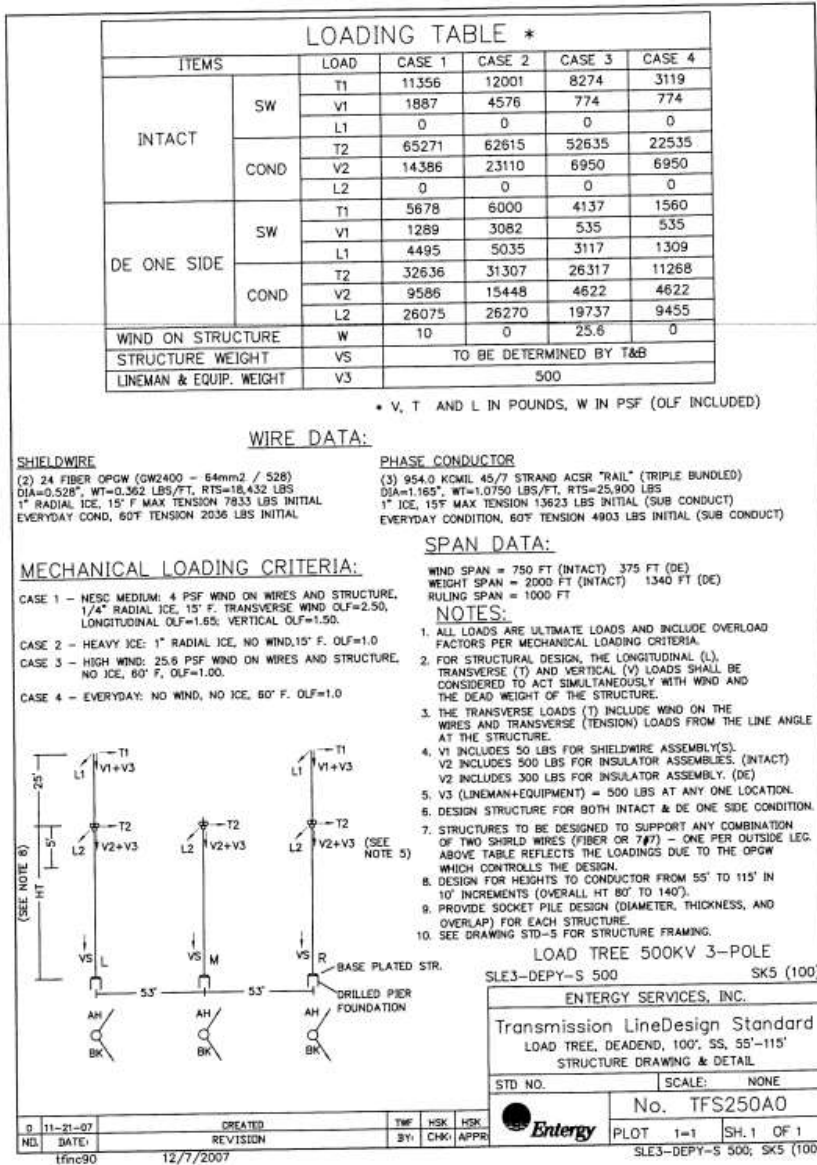 LOADING TABLE *
ITEMS LOAD CASE 1 CASE 2 CASE 3 CASE 4
INTACT SW T1 11356 12001 8274 3119
V1 1887 4576 774 774
L1 0 0 0 0
COND T2 65271 62615 52635 22535
V2 14386 23110 6950 6950
L2 0 0 0 0
DE ONE SIDE SW T1 5678 6000 4137 1560
V1 1289 3082 535 535
L1 4495 5035 3117 1309
COND T2 32636 31307 26317 11268
V2 9586 15448 4622 4622
L2 26075 26270 19737 9455
WIND ON STRUCTURE W 10 0 25.6 0
STRUCTURE WEIGHT VS TO BE DETERMINED BY T&B
LINEMAN & EQUIP. WEIGHT V3 500
* V, T AND L IN POUNDS, W IN PSF (OLF INCLUDED)
WIRE DATA:
SHIELDWIRE
(2) 24 FIBER OPGW (GW2400 - 64mm2 / 528)
DIA=0.528", WT=0.362 LBS/FT, RTS=18,432 LBS
1" RADIAL ICE, 15° F MAX TENSION 7833 LBS INITIAL
EVERYDAY COND, 60°F TENSION 2036 LBS INITIAL
PHASE CONDUCTOR
(3) 954.0 KCMIL 45/7 STRAND ACSR "RAIL" (TRIPLE BUNDLED)
DIA=1.165", WT=1.0750 LBS/FT, RTS=25,900 LBS
1" ICE, 15°F MAX TENSION 13623 LBS INITIAL (SUB CONDUCT)
EVERYDAY CONDITION, 60°F TENSION 4903 LBS INITIAL (SUB CONDUCT)
MECHANICAL LOADING CRITERIA:
CASE 1 - NESC MEDIUM: 4 PSF WIND ON WIRES AND STRUCTURE,
1/4" RADIAL ICE, 15° F. TRANSVERSE WIND OLF=2.50,
LONGITUDINAL OLF=1.65; VERTICAL OLF=1.50.
CASE 2 - HEAVY ICE: 1" RADIAL ICE, NO WIND,15° F. OLF=1.0
CASE 3 - HIGH WIND: 25.6 PSF WIND ON WIRES AND STRUCTURE,
NO ICE, 60° F, OLF=1.00.
CASE 4 - EVERYDAY: NO WIND, NO ICE, 60° F. OLF=1.0
SPAN DATA:
WIND SPAN = 750 FT (INTACT) 375 FT (DE)
WEIGHT SPAN = 2000 FT (INTACT) 1340 FT (DE)
RULING SPAN = 1000 FT
NOTES:
1. ALL LOADS ARE ULTIMATE LOADS AND INCLUDE OVERLOAD
FACTORS PER MECHANICAL LOADING CRITERIA.
2. FOR STRUCTURAL DESIGN, THE LONGITUDINAL (L),
TRANSVERSE (T) AND VERTICAL (V) LOADS SHALL BE
CONSIDERED TO ACT SIMULTANEOUSLY WITH WIND AND
THE DEAD WEIGHT OF THE STRUCTURE.
3. THE TRANSVERSE LOADS (T) INCLUDE WIND ON THE
WIRES AND TRANSVERSE (TENSION) LOADS FROM THE LINE ANGLE
AT THE STRUCTURE.
4. V1 INCLUDES 50 LBS FOR SHIELDWIRE ASSEMBLY(S).
V2 INCLUDES 500 LBS FOR INSULATOR ASSEMBLIES. (INTACT)
V2 INCLUDES 300 LBS FOR INSULATOR ASSEMBLY. (DE)
5. V3 (LINEMAN+EQUIPMENT) = 500 LBS AT ANY ONE LOCATION.
6. DESIGN STRUCTURE FOR BOTH INTACT & DE ONE SIDE CONDITION.
7. STRUCTURES TO BE DESIGNED TO SUPPORT ANY COMBINATION
OF TWO SHIRLD WIRES (FIBER OR 7#7) - ONE PER OUTSIDE LEG.
ABOVE TABLE REFLECTS THE LOADINGS DUE TO THE OPGW
WHICH CONTROLLS THE DESIGN.
8. DESIGN FOR HEIGHTS TO CONDUCTOR FROM 55' TO 115' IN
10' INCREMENTS (OVERALL HT 80' TO 140').
9. PROVIDE SOCKET PILE DESIGN (DIAMETER, THICKNESS, AND
OVERLAP) FOR EACH STRUCTURE.
10. SEE DRAWING STD-5 FOR STRUCTURE FRAMING.
T1 T1
L1 V1+V3 L1 V1+V3
25'
T2 T2 T2
L2 V2+V3 L2 V2+V3 L2 V2+V3 (SEE
NOTE 5)
5'
HT
(SEE NOTE 8)
VS L VS M VS R
BASE PLATED STR.
53' 53'
DRILLED PIER
FOUNDATION
AH AH AH
BK BK BK
LOAD TREE 500KV 3-POLE
SLE3-DEPY-S 500 SK5 (100)
ENTERGY SERVICES, INC.
Transmission LineDesign Standard
LOAD TREE, DEADEND, 100°, SS, 55'-115'
STRUCTURE DRAWING & DETAIL
STD NO. SCALE: NONE
Entergy
No. TFS250A0
PLOT 1=1 SH. 1 OF 1
0 11-21-07 CREATED TWF HSK HSK
NO. DATE: REVISION BY: CHK: APPR:
tfinc90 12/7/2007
SLE3-DEPY-S 500; SK5 (100